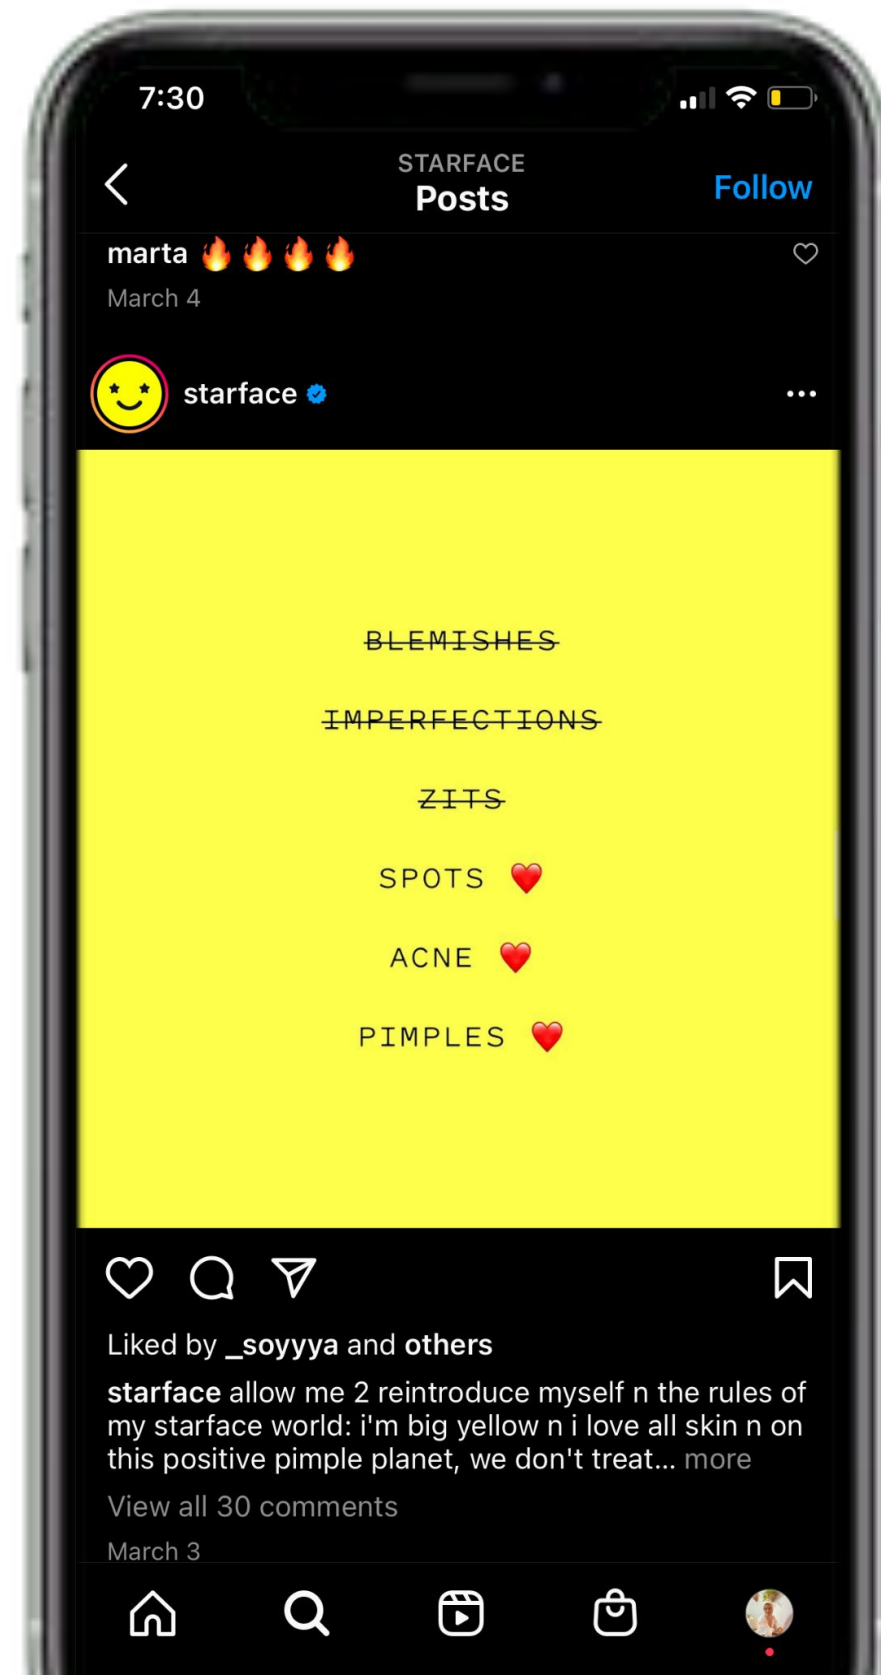 7:30
STARFACE
Posts
Follow
marta 🔥🔥🔥🔥
March 4
starface
BLEMISHES
IMPERFECTIONS
ZITS
SPOTS ❤️
ACNE ❤️
PIMPLES ❤️
Liked by _soyyya and others
starface allow me 2 reintroduce myself n the rules of
my starface world: i'm big yellow n i love all skin n on
this positive pimple planet, we don't treat... more
View all 30 comments
March 3